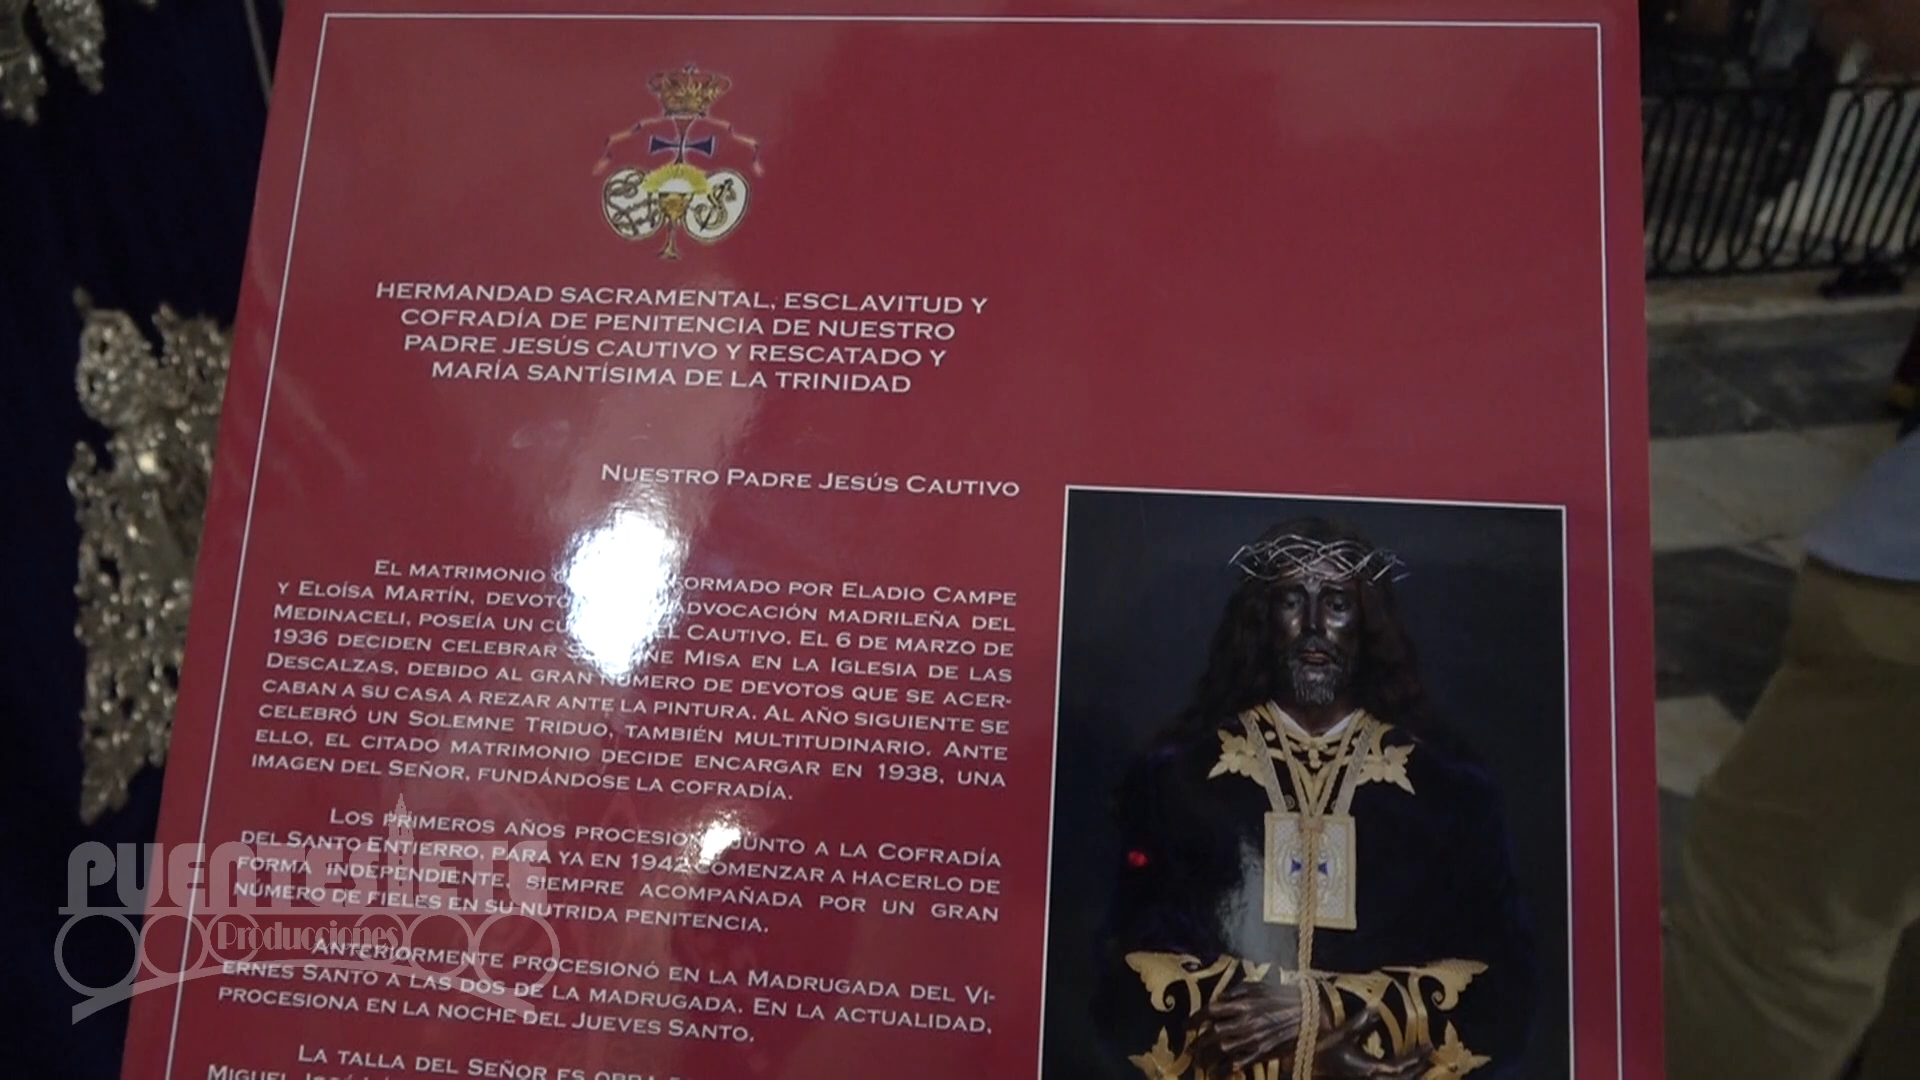 HERMANDAD SACRAMENTAL, ESCLAVITUD Y
COFRADÍA DE PENITENCIA DE NUESTRO
PADRE JESÚS CAUTIVO Y RESCATADO Y
MARÍA SANTÍSIMA DE LA TRINIDAD
NUESTRO PADRE JESÚS CAUTIVO
EL MATRIMONIO FORMADO POR ELADIO CAMPE
Y ELOÍSA MARTÍN, ADVOCACIÓN MADRILEÑA DEL
MEDINACELI, POSEÍA UN CAUTIVO. EL 6 DE MARZO DE
1936 DECIDEN CELEBRAR MISA EN LA IGLESIA DE LAS
DESCALZAS, DEBIDO AL GRAN NÚMERO DE DEVOTOS QUE SE ACER-
CABAN A SU CASA A REZAR ANTE LA PINTURA. AL AÑO SIGUIENTE SE
CELEBRÓ UN SOLEMNE TRIDUO, TAMBIÉN MULTITUDINARIO. ANTE
ELLO, EL CITADO MATRIMONIO DECIDE ENCARGAR EN 1938, UNA
IMAGEN DEL SEÑOR, FUNDÁNDOSE LA COFRADÍA.
LOS PRIMEROS AÑOS JUNTO A LA COFRADÍA
DEL SANTO ENTIERRO, PARA YA EN 1942 COMENZAR A HACERLO DE
FORMA INDEPENDIENTE, SIEMPRE ACOMPAÑADA POR UN GRAN
NÚMERO DE FIELES EN SU NUTRIDA PENITENCIA.
ANTERIORMENTE PROCESIONÓ EN LA MADRUGADA DEL VI-
ERNES SANTO A LAS DOS DE LA MADRUGADA. EN LA ACTUALIDAD,
PROCESIONA EN LA NOCHE DEL JUEVES SANTO.
LA TALLA DEL SEÑOR ES OBRA
MIGUEL
PUENTESIETE
Producciones